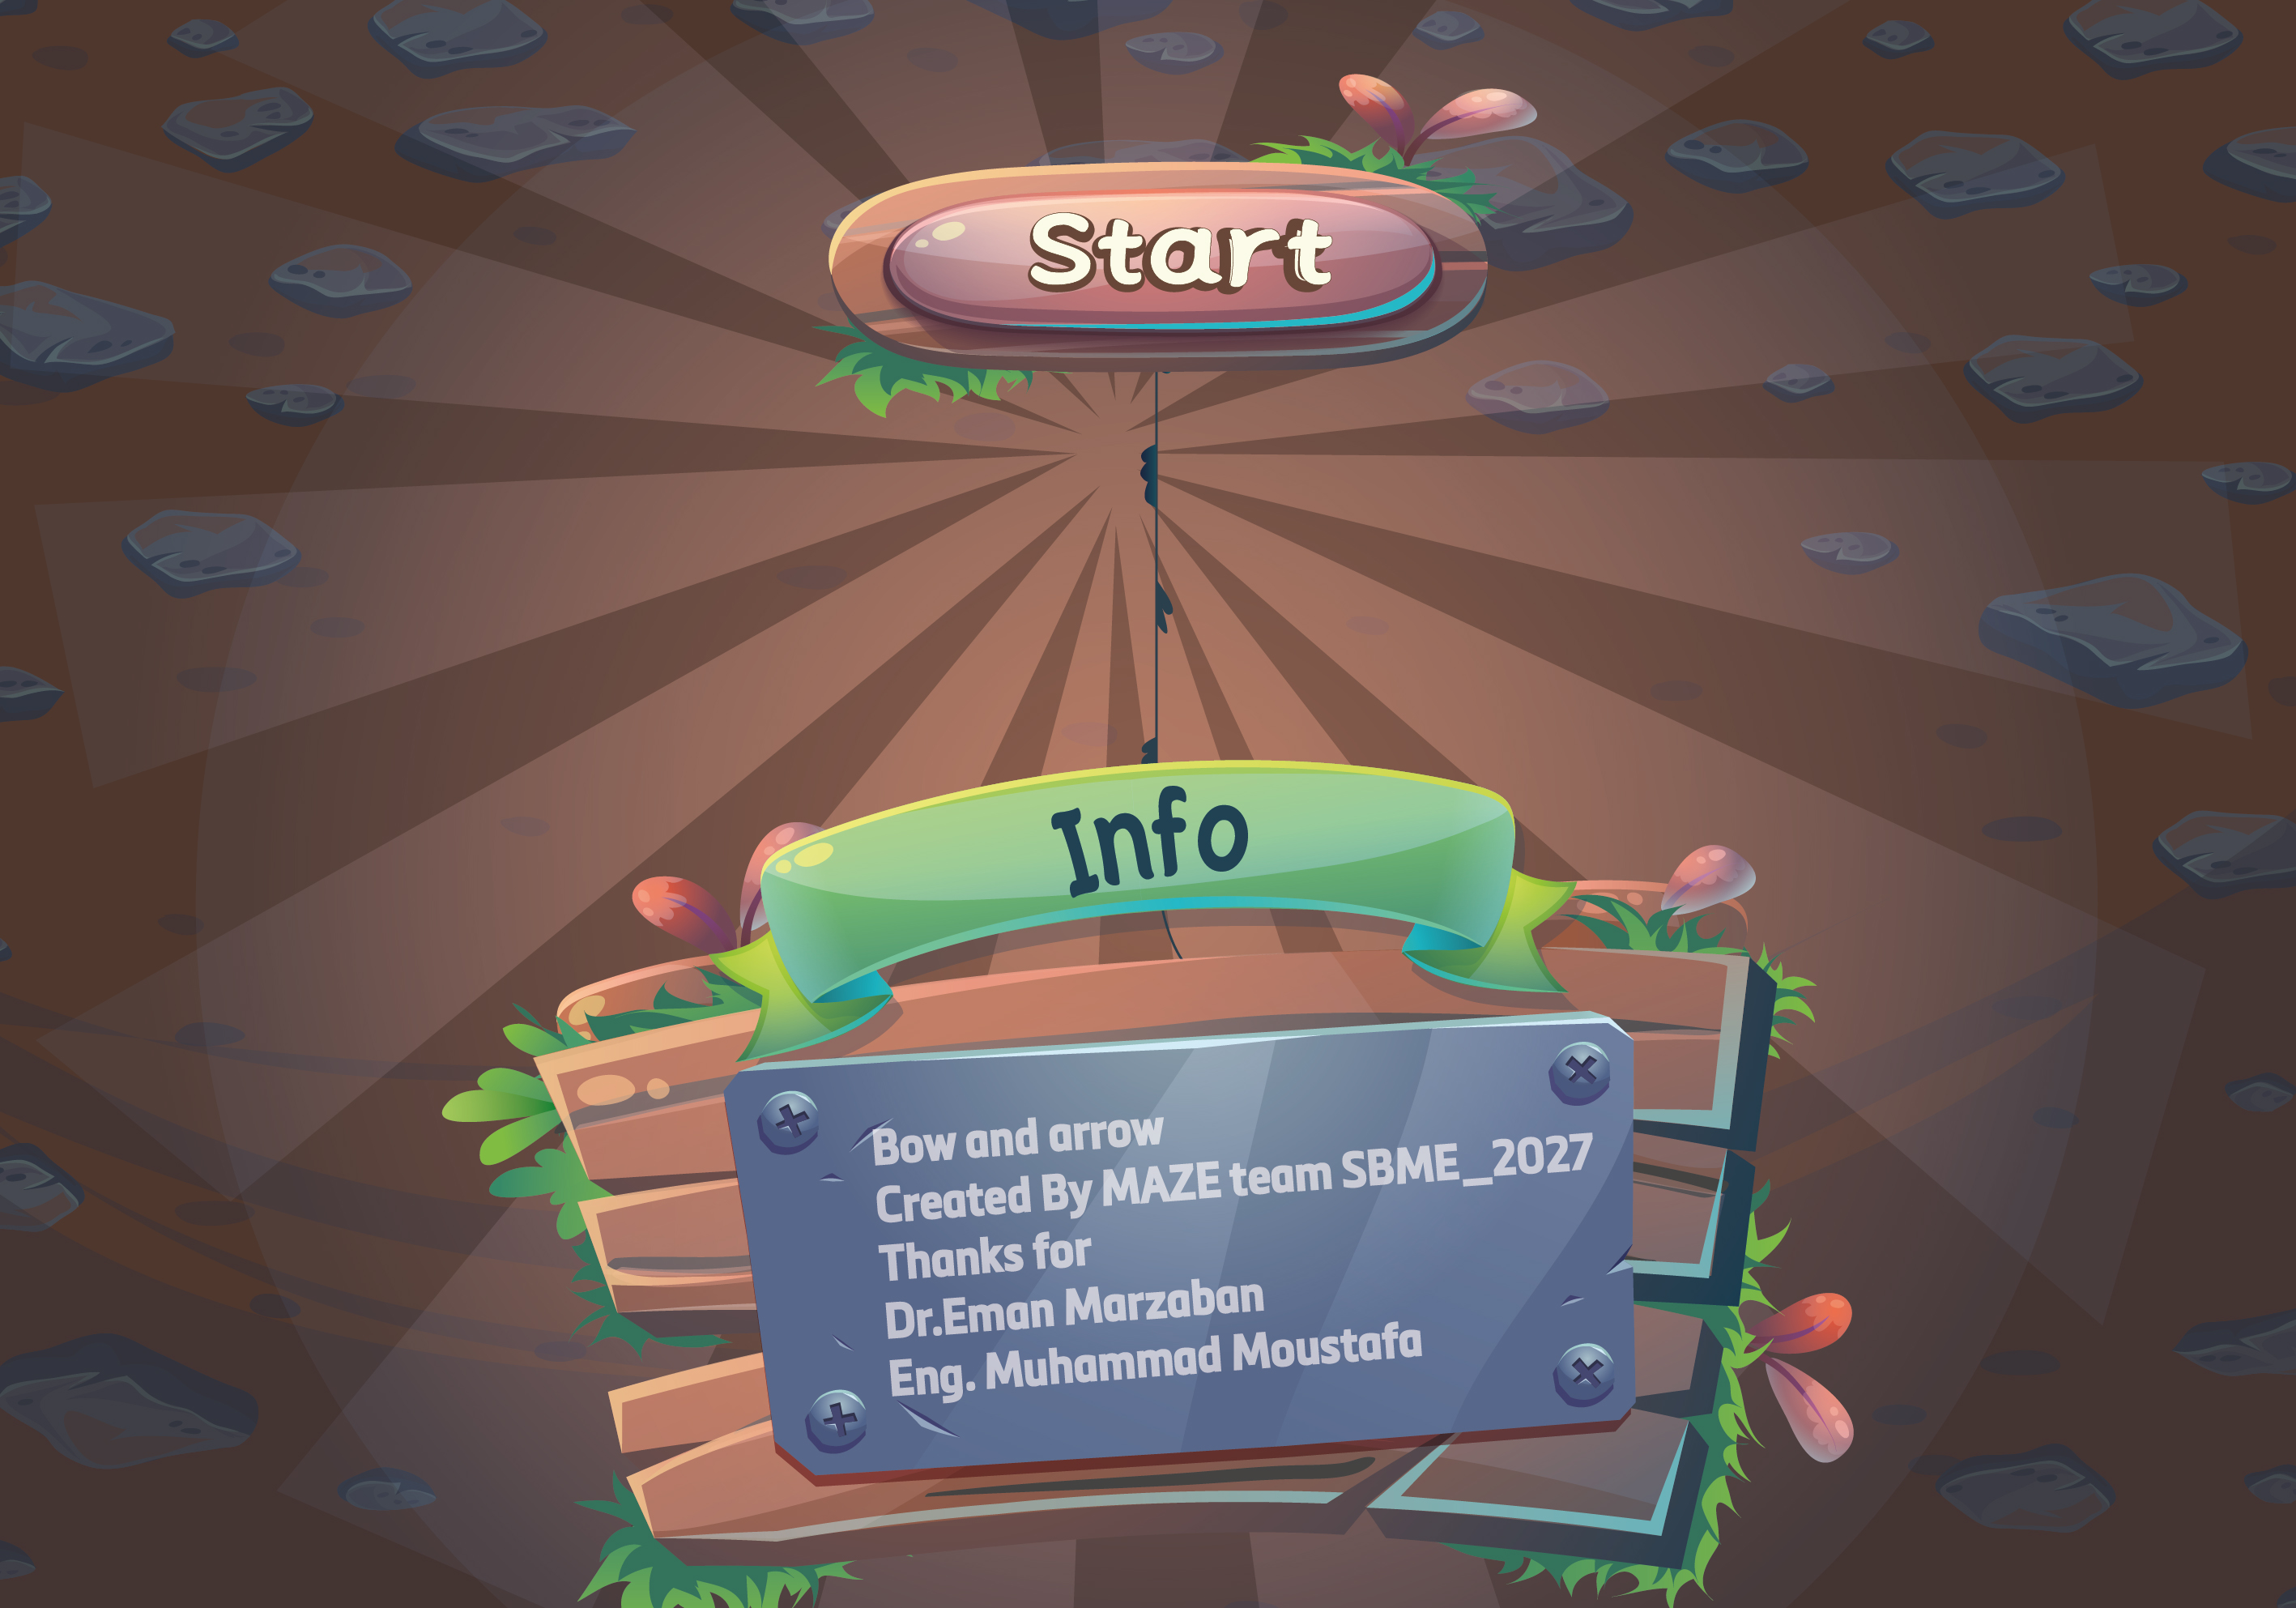 Start
Info
Bow and arrow
Created By MAZE team SBME_2027
Thanks for
Dr.Eman Marzaban
Eng. Muhammad Moustafa